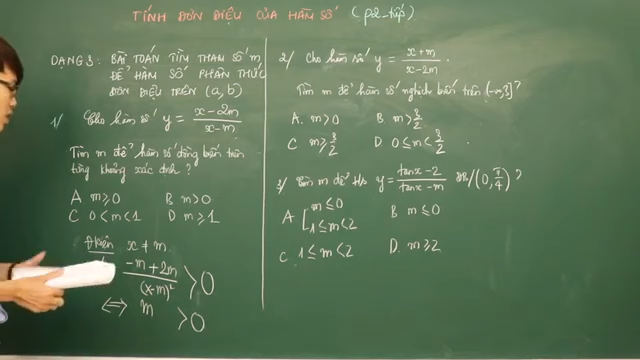 TÍNH ĐƠN ĐIỆU CỦA HÀM SỐ (P2-tiếp)
DẠNG 3: BÀI TOÁN TÌM THAM SỐ m
ĐỂ HÀM SỐ PHÂN THỨC
ĐƠN ĐIỆU TRÊN (a, b)
1/ Cho hàm số y = (x - 2m)/(x - m)
Tìm m để hàm số đồng biến trên
từng khoảng xác định ?
A m ≥ 0 B m > 0
C 0 < m < 1 D m ≥ 1
x ≠ m.
(-m + 2m)/(x-m)² > 0
⇔ m > 0
2/ Cho hàm số y = (x + m)/(x - 2m).
Tìm m để hàm số nghịch biến trên (-∞, 3] ?
A. m > 0 B m > 3/2
C m ≥ 3/2 D 0 ≤ m < 3/2
3/ Tìm m để h/s y = (tanx - 2)/(tanx - m) ĐB/(0, π/4) ?
A [ m ≤ 0
1 ≤ m < 2
B m ≤ 0
C. 1 ≤ m < 2 D. m ≥ 2